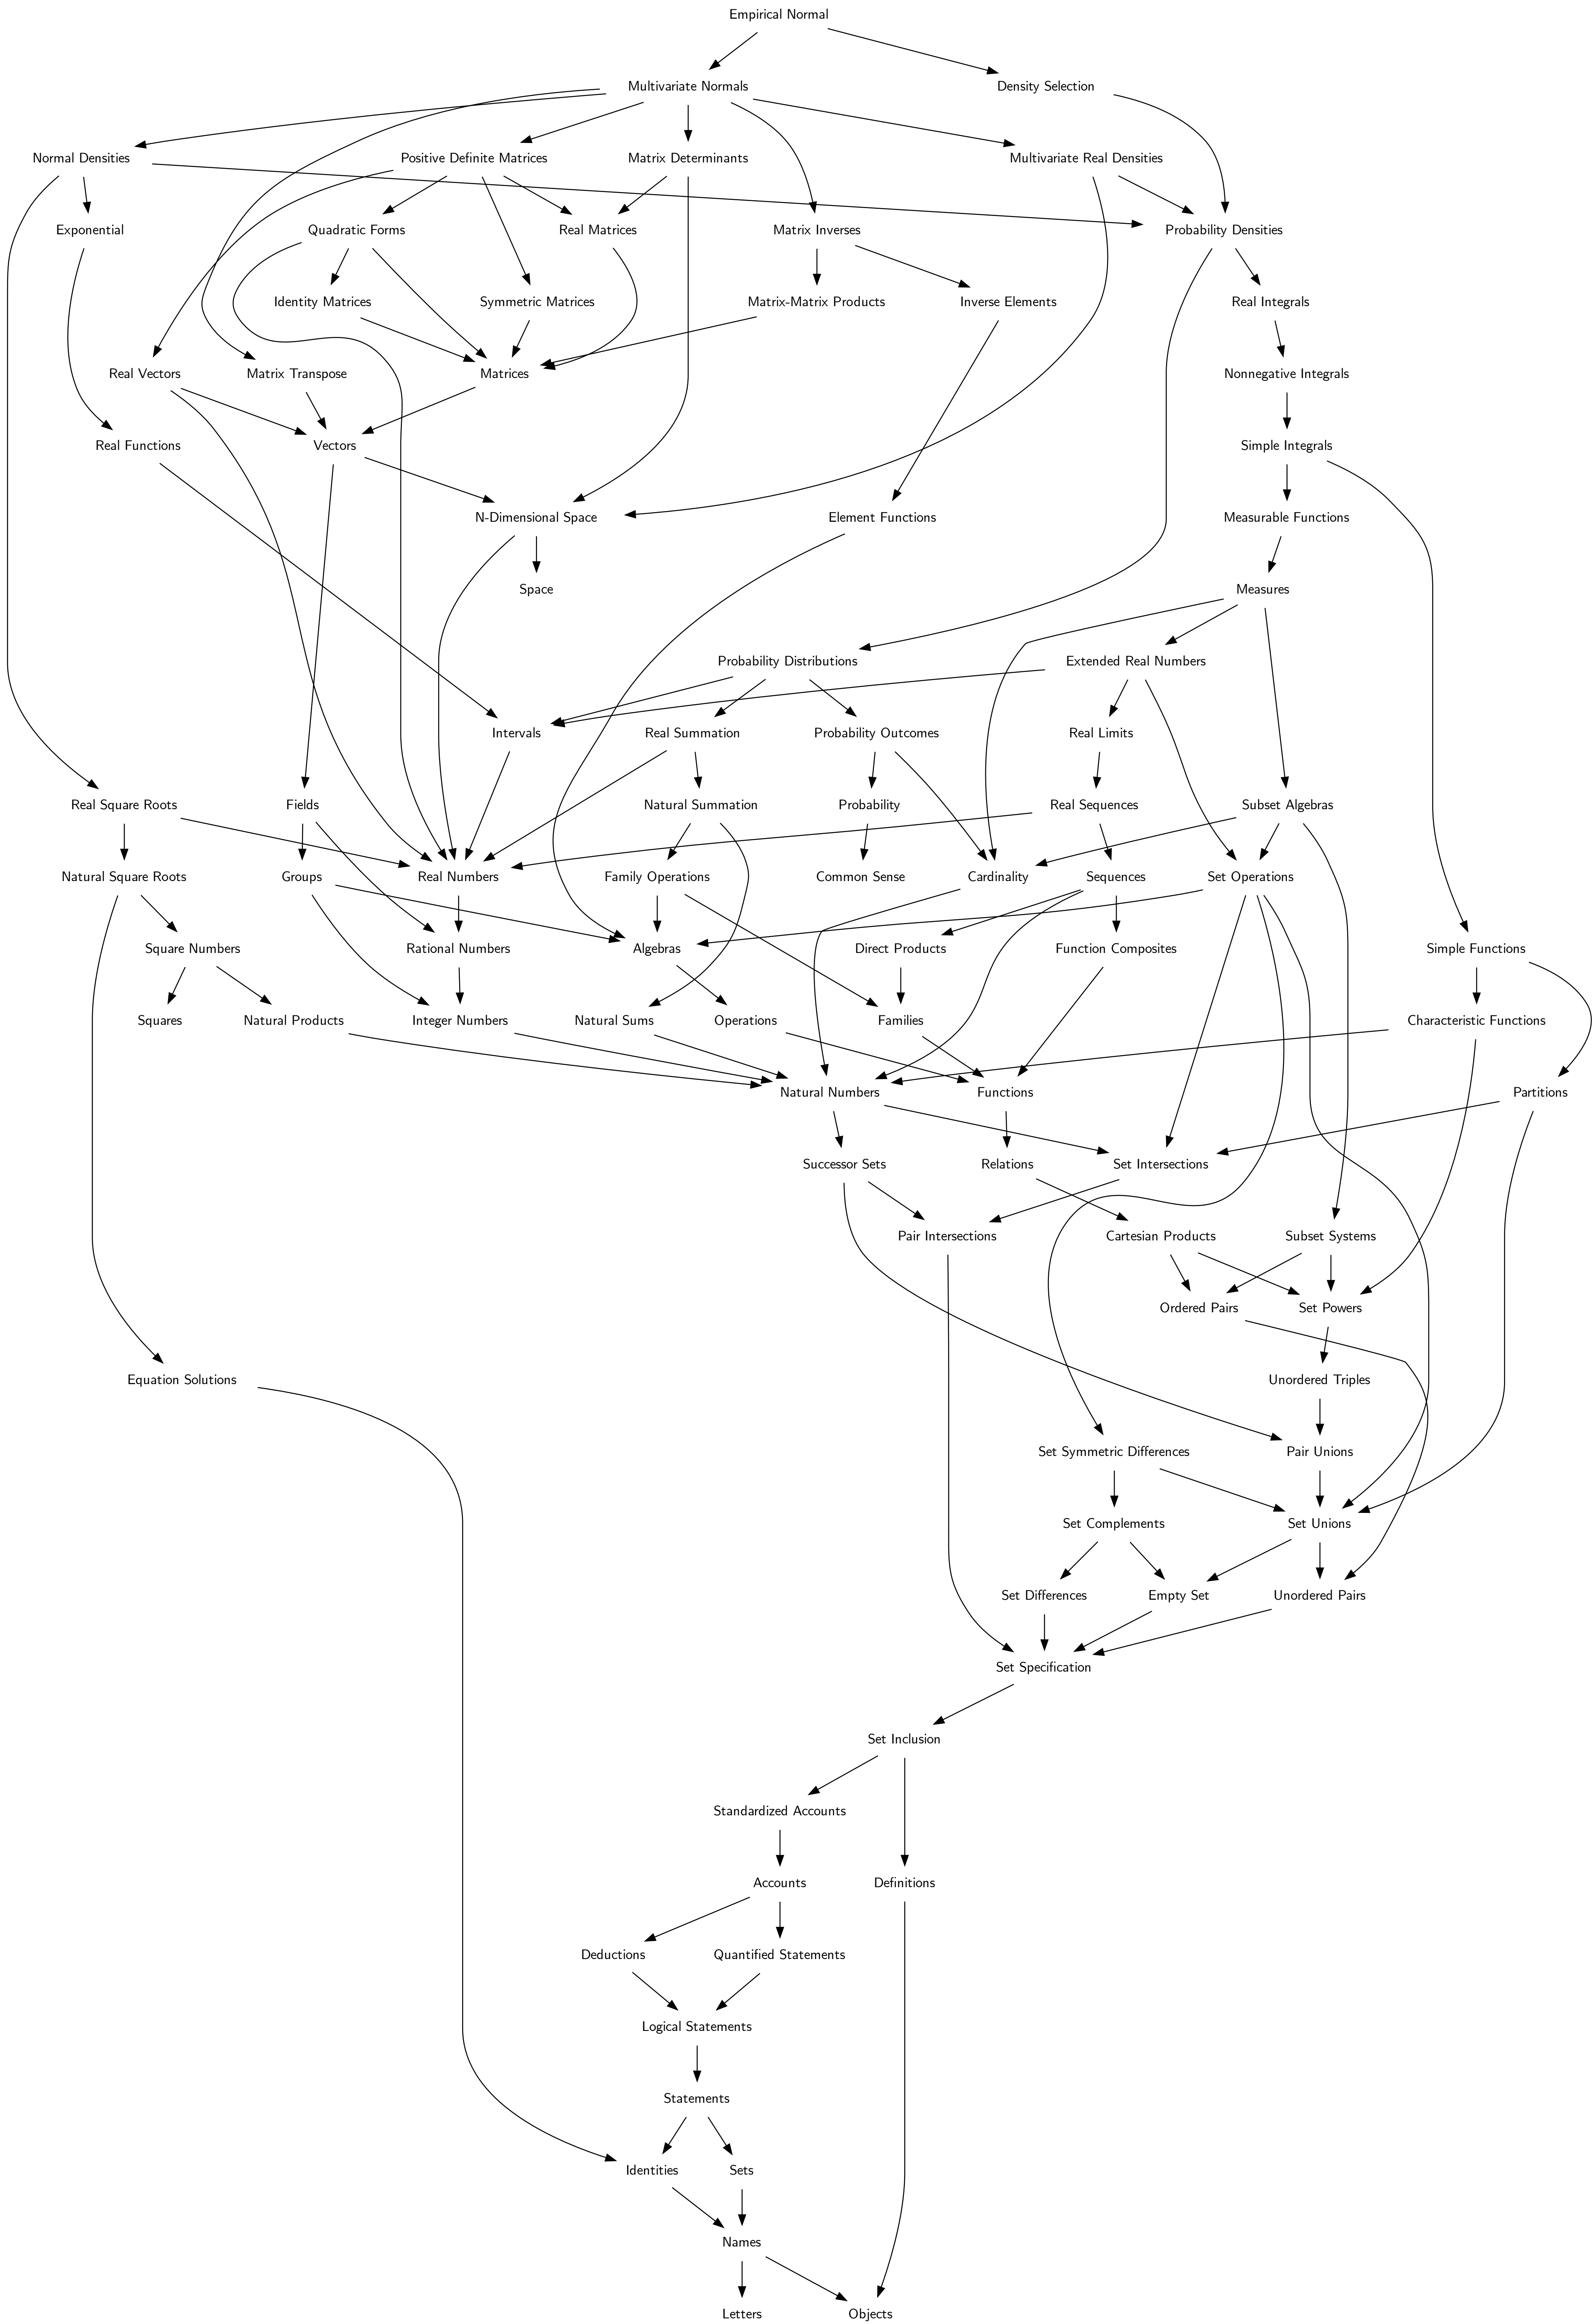 Empirical Normal
Multivariate Normals
Density Selection
Normal Densities
Positive Definite Matrices
Matrix Determinants
Multivariate Real Densities
Exponential
Quadratic Forms
Real Matrices
Matrix Inverses
Probability Densities
Identity Matrices
Symmetric Matrices
Matrix-Matrix Products
Inverse Elements
Real Integrals
Real Vectors
Matrix Transpose
Matrices
Nonnegative Integrals
Real Functions
Vectors
Simple Integrals
N-Dimensional Space
Element Functions
Measurable Functions
Space
Measures
Probability Distributions
Extended Real Numbers
Intervals
Real Summation
Probability Outcomes
Real Limits
Real Square Roots
Fields
Natural Summation
Probability
Real Sequences
Subset Algebras
Natural Square Roots
Groups
Real Numbers
Family Operations
Common Sense
Cardinality
Sequences
Set Operations
Square Numbers
Rational Numbers
Algebras
Direct Products
Function Composites
Simple Functions
Squares
Natural Products
Integer Numbers
Natural Sums
Operations
Families
Characteristic Functions
Natural Numbers
Functions
Partitions
Successor Sets
Relations
Set Intersections
Pair Intersections
Cartesian Products
Subset Systems
Ordered Pairs
Set Powers
Equation Solutions
Unordered Triples
Set Symmetric Differences
Pair Unions
Set Complements
Set Unions
Set Differences
Empty Set
Unordered Pairs
Set Specification
Set Inclusion
Standardized Accounts
Accounts
Definitions
Deductions
Quantified Statements
Logical Statements
Statements
Identities
Sets
Names
Letters
Objects